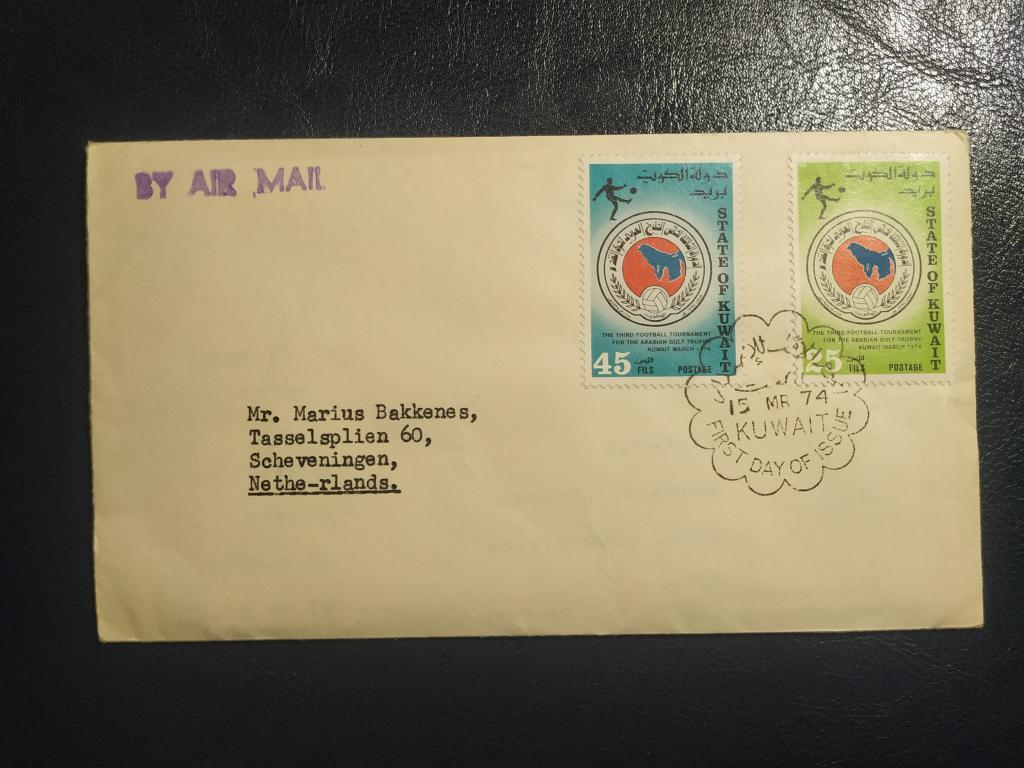 BY AIR MAIL
دولة الكويت
بريد
STATE OF KUWAIT
THE THIRD FOOTBALL TOURNAMENT
FOR THE ARABIAN GULF TROPHY
KUWAIT MARCH 1974
45 فلس
FILS POSTAGE
دولة الكويت
بريد
STATE OF KUWAIT
THE THIRD FOOTBALL TOURNAMENT
FOR THE ARABIAN GULF TROPHY
KUWAIT MARCH 1974
25 فلس
FILS POSTAGE
15 MR 74
KUWAIT
FIRST DAY OF ISSUE
Mr. Marius Bakkenes,
Tasselsplien 60,
Scheveningen,
Nethe-rlands.